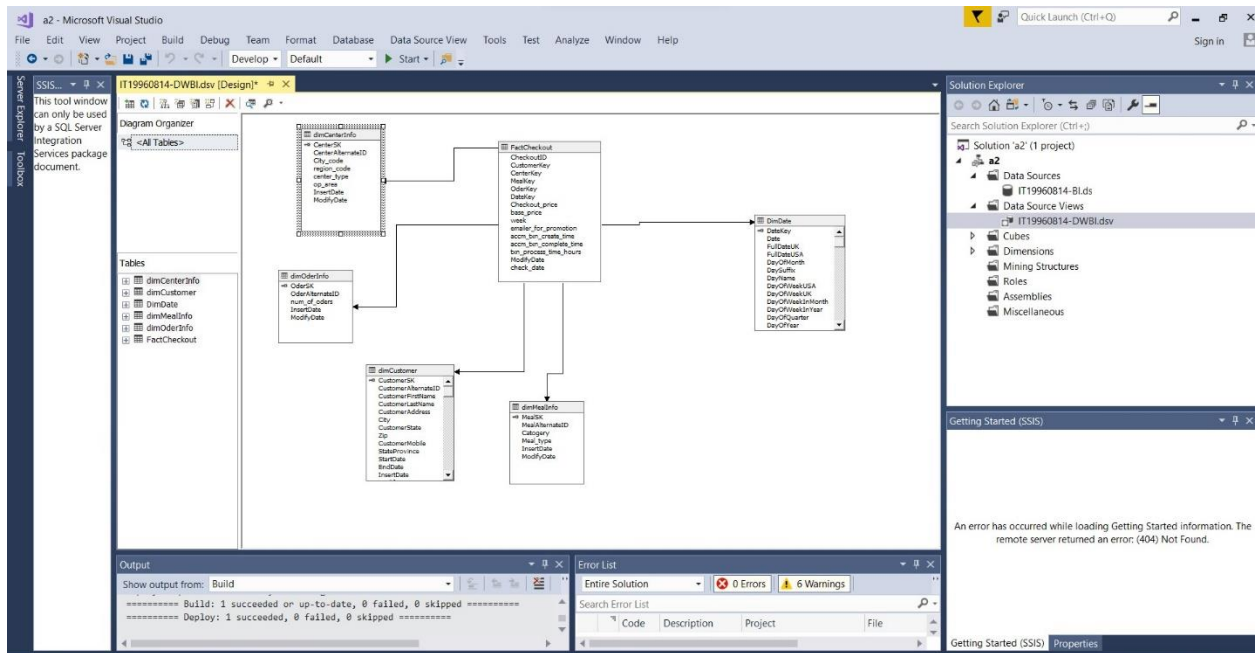 a2 - Microsoft Visual Studio
Quick Launch (Ctrl+Q)
File Edit View Project Build Debug Team Format Database Data Source View Tools Test Analyze Window Help
Sign in
Develop Default Start
Server Explorer
Toolbox
SSIS...
This tool window
can only be used
by a SQL Server
Integration
Services package
document.
IT19960814-DWBI.dsv [Design]*
Diagram Organizer
<All Tables>
Tables
dimCenterInfo
dimCustomer
DimDate
dimMealInfo
dimOderInfo
FactCheckout
dimCenterInfo
CenterSK
CenterAlternateID
City_code
region_code
center_type
op_area
InsertDate
ModifyDate
FactCheckout
CheckoutID
CustomerKey
CenterKey
MealKey
OderKey
DateKey
Checkout_price
base_price
week
emailer_for_promotion
accm_txn_create_time
accm_txn_complete_time
txn_process_time_hours
ModifyDate
check_date
DimDate
DateKey
Date
FullDateUK
FullDateUSA
DayOfMonth
DaySuffix
DayName
DayOfWeekUSA
DayOfWeekUK
DayOfWeekInMonth
DayOfWeekInYear
DayOfQuarter
DayOfYear
dimOderInfo
OderSK
OderAlternateID
num_of_oders
InsertDate
ModifyDate
dimCustomer
CustomerSK
CustomerAlternateID
CustomerFirstName
CustomerLastName
CustomerAddress
City
CustomerState
Zip
CustomerMobile
StateProvince
StartDate
EndDate
InsertDate
dimMealInfo
MealSK
MealAlternateID
Catogery
Meal_type
InsertDate
ModifyDate
Output
Show output from: Build
========== Build: 1 succeeded or up-to-date, 0 failed, 0 skipped ==========
========== Deploy: 1 succeeded, 0 failed, 0 skipped ==========
Error List
Entire Solution 0 Errors 6 Warnings
Search Error List
Code Description Project File
Solution Explorer
Search Solution Explorer (Ctrl+;)
Solution 'a2' (1 project)
a2
Data Sources
IT19960814-BI.ds
Data Source Views
IT19960814-DWBI.dsv
Cubes
Dimensions
Mining Structures
Roles
Assemblies
Miscellaneous
Getting Started (SSIS)
An error has occurred while loading Getting Started information. The
remote server returned an error: (404) Not Found.
Getting Started (SSIS) Properties